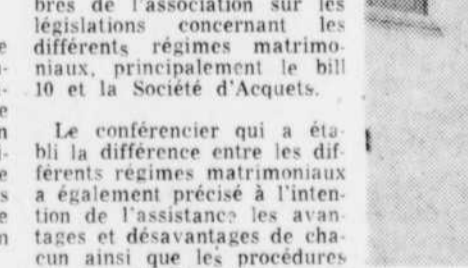 bres de l'association sur les
législations concernant les
différents régimes matrimo-
niaux, principalement le bill
10 et la Société d'Acquets.
Le conférencier qui a éta-
bli la différence entre les dif-
férents régimes matrimoniaux
a également précisé à l'inten-
tion de l'assistance les avan-
tages et désavantages de cha-
cun ainsi que les procédures